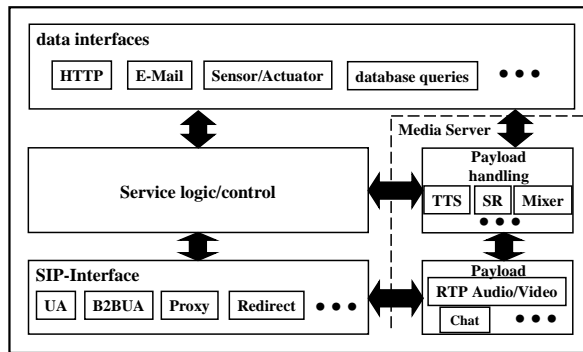 data interfaces
HTTP
E-Mail
Sensor/Actuator
database queries
Media Server
Service logic/control
Payload
handling
TTS
SR
Mixer
SIP-Interface
UA
B2BUA
Proxy
Redirect
Payload
RTP Audio/Video
Chat